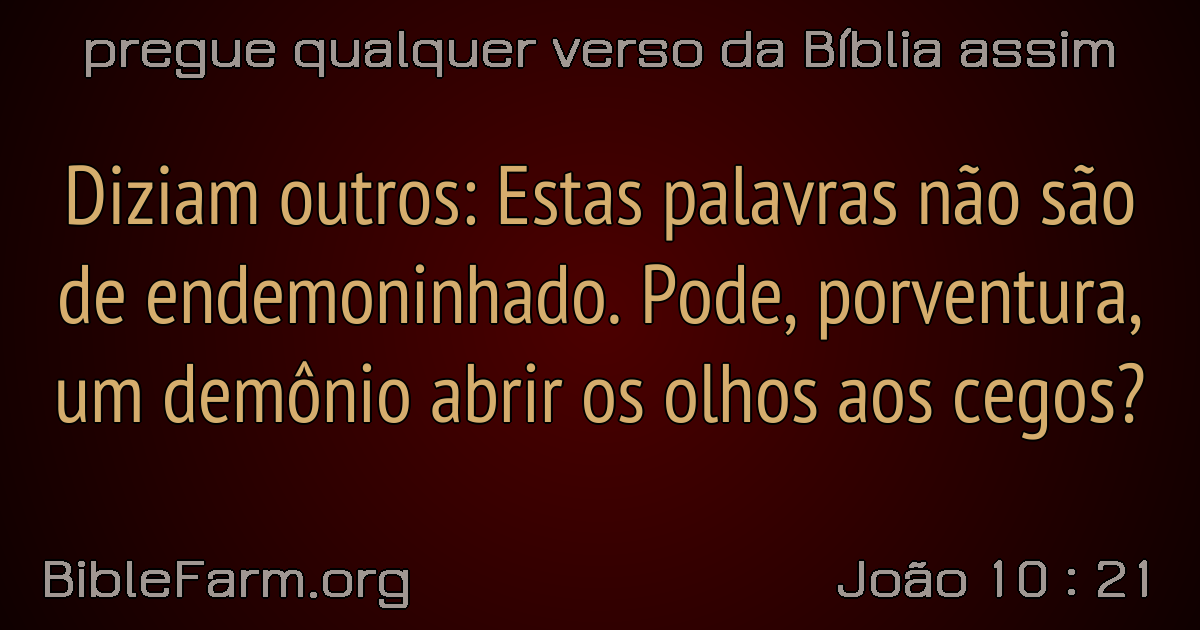 pregue qualquer verso da Bíblia assim
Diziam outros: Estas palavras não são
de endemoninhado. Pode, porventura,
um demônio abrir os olhos aos cegos?
BibleFarm.org
João 10 : 21